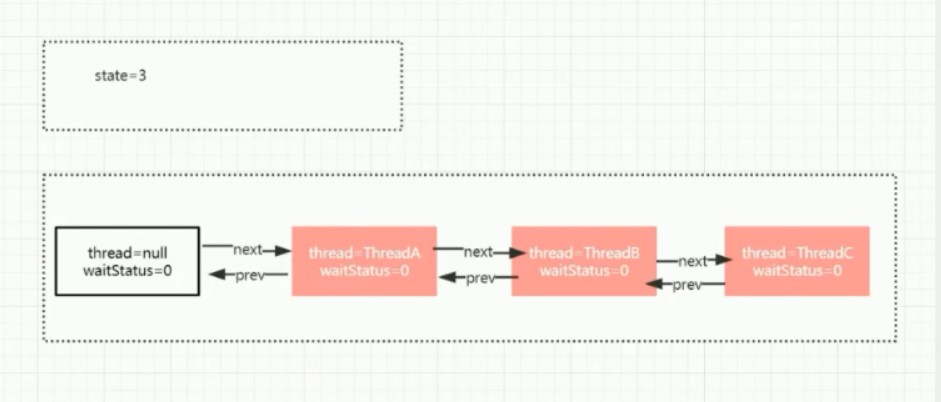 state=3
thread=null
waitStatus=0
next
prev
thread=ThreadA
waitStatus=0
next
prev
thread=ThreadB
waitStatus=0
next
prev
thread=ThreadC
waitStatus=0